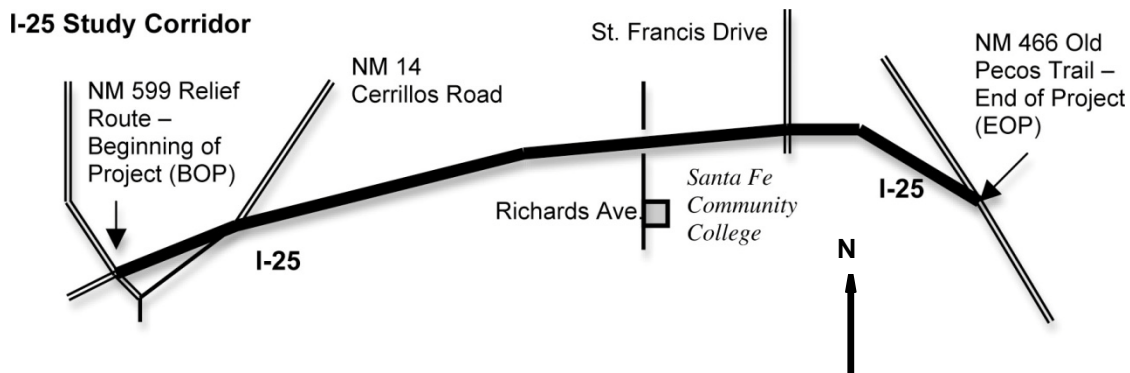 I-25 Study Corridor
NM 599 Relief
Route –
Beginning of
Project (BOP)
NM 14
Cerrillos Road
St. Francis Drive
NM 466 Old
Pecos Trail –
End of Project
(EOP)
Richards Ave.
Santa Fe
Community
College
I-25
I-25
N